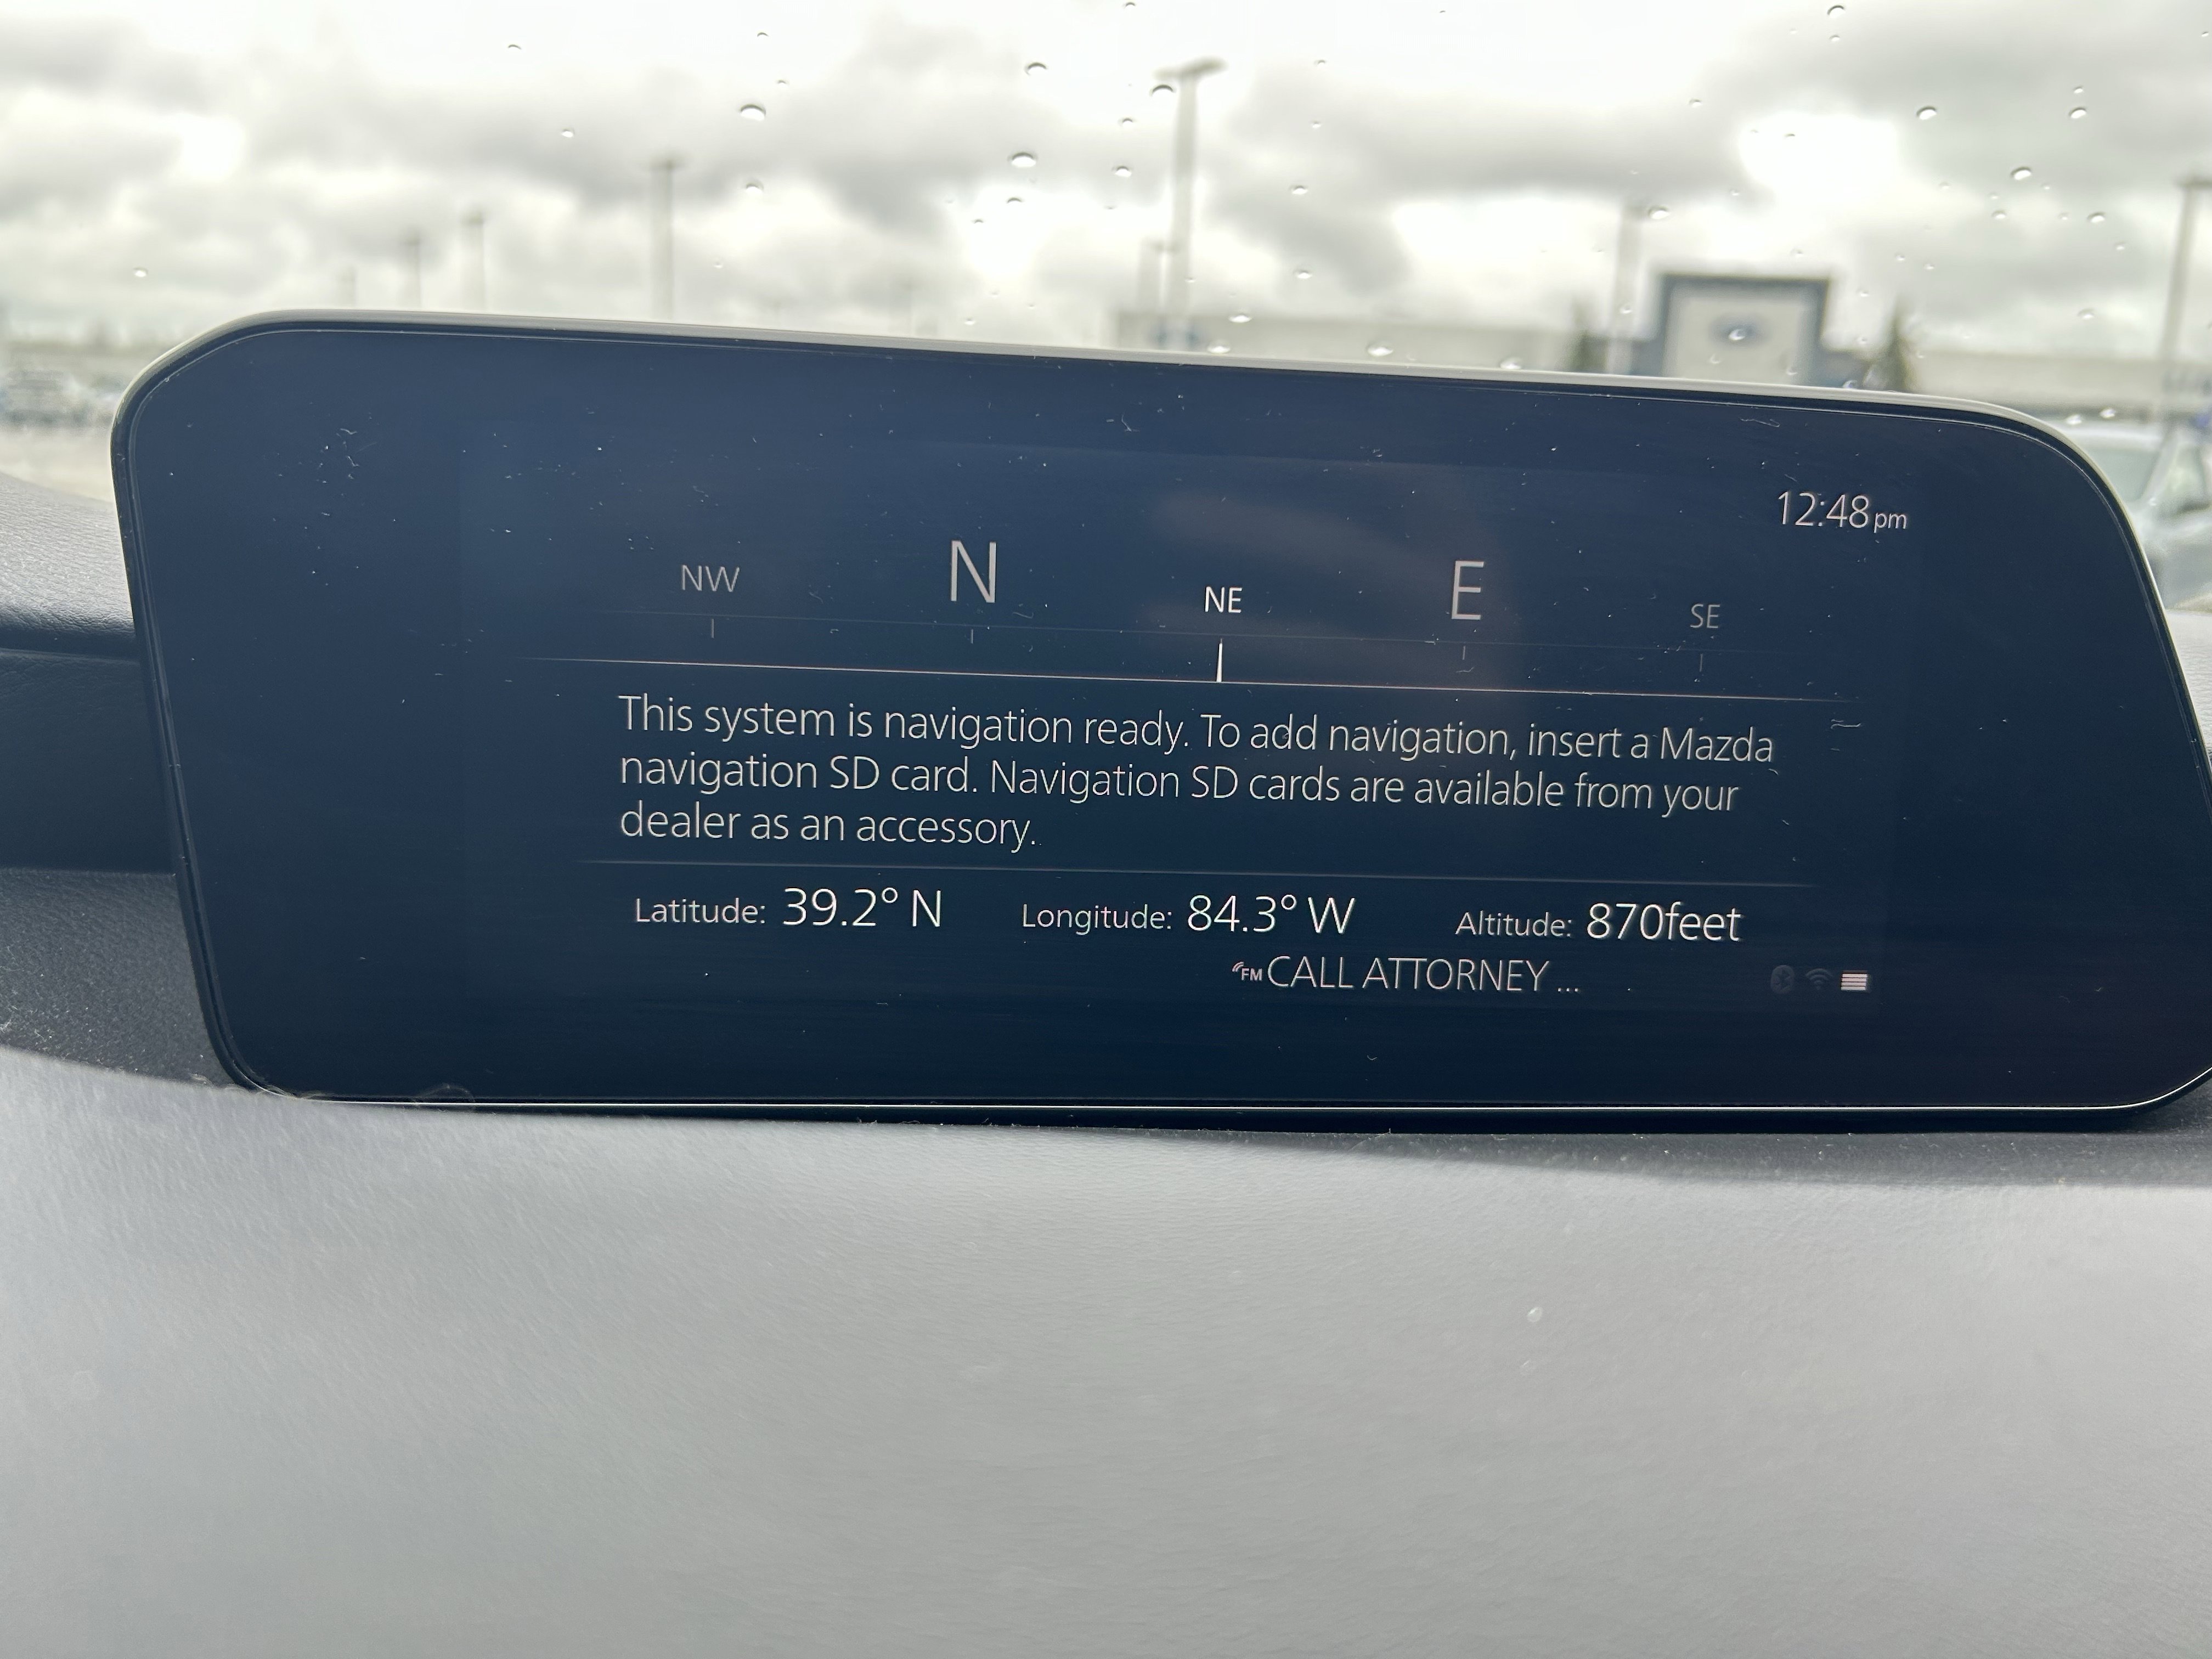 12:48pm
NW N NE E SE
This system is navigation ready. To add navigation, insert a Mazda
navigation SD card. Navigation SD cards are available from your
dealer as an accessory.
Latitude: 39.2° N Longitude: 84.3° W Altitude: 870feet
FM CALL ATTORNEY ...